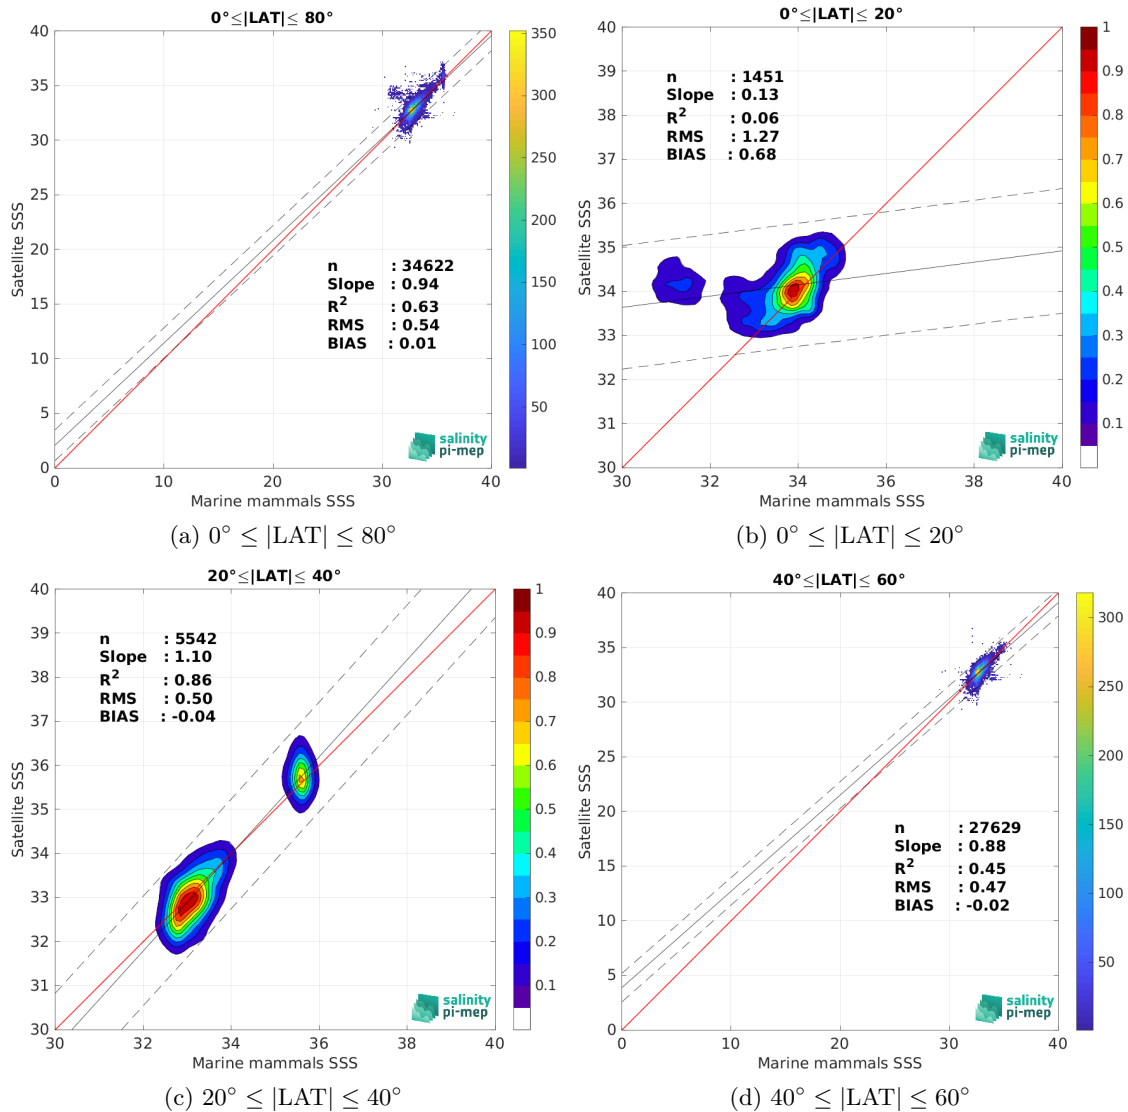 0°≤|LAT|≤ 80°
40
35
30
25
20
15
10
5
0
Satellite SSS
n : 34622
Slope : 0.94
R² : 0.63
RMS : 0.54
BIAS : 0.01
salinity
pi-mep
0 10 20 30 40
Marine mammals SSS
350
300
250
200
150
100
50
(a) 0° ≤ |LAT| ≤ 80°
0°≤|LAT|≤ 20°
40
39
38
37
36
35
34
33
32
31
30
Satellite SSS
n : 1451
Slope : 0.13
R² : 0.06
RMS : 1.27
BIAS : 0.68
salinity
pi-mep
30 32 34 36 38 40
Marine mammals SSS
1
0.9
0.8
0.7
0.6
0.5
0.4
0.3
0.2
0.1
(b) 0° ≤ |LAT| ≤ 20°
20°≤|LAT|≤ 40°
40
39
38
37
36
35
34
33
32
31
30
Satellite SSS
n : 5542
Slope : 1.10
R² : 0.86
RMS : 0.50
BIAS : -0.04
salinity
pi-mep
30 32 34 36 38 40
Marine mammals SSS
1
0.9
0.8
0.7
0.6
0.5
0.4
0.3
0.2
0.1
(c) 20° ≤ |LAT| ≤ 40°
40°≤|LAT|≤ 60°
40
35
30
25
20
15
10
5
0
Satellite SSS
n : 27629
Slope : 0.88
R² : 0.45
RMS : 0.47
BIAS : -0.02
salinity
pi-mep
0 10 20 30 40
Marine mammals SSS
300
250
200
150
100
50
(d) 40° ≤ |LAT| ≤ 60°